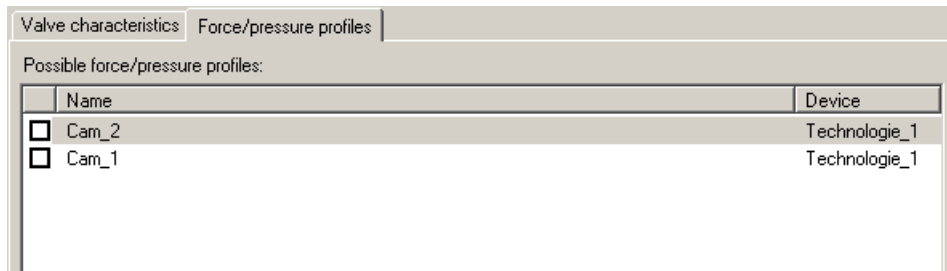 Valve characteristics Force/pressure profiles
Possible force/pressure profiles:
Name Device
Cam_2 Technologie_1
Cam_1 Technologie_1